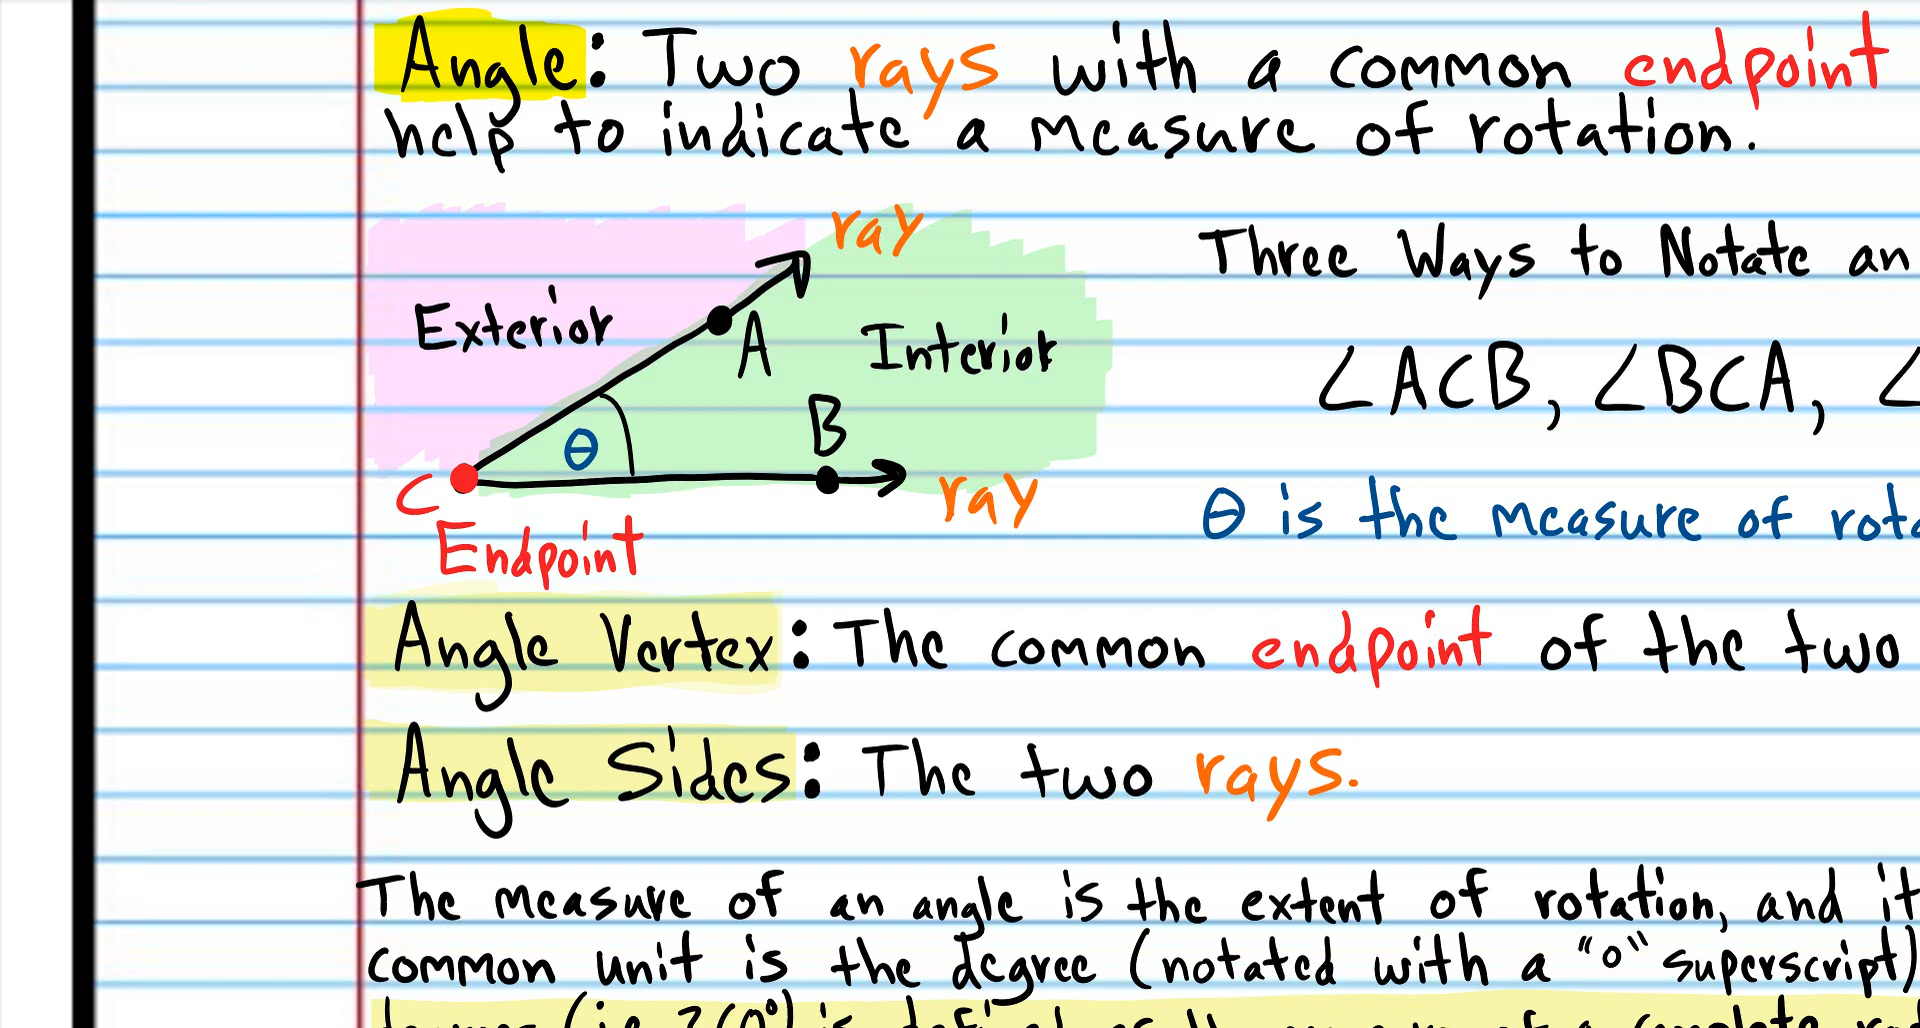 Angle: Two rays with a common endpoint
help to indicate a measure of rotation.
ray
Three Ways to Notate an
Exterior
A
Interior
∠ACB, ∠BCA, ∠
B
θ
C
ray
θ is the measure of
Endpoint
Angle Vertex: The common endpoint of the two
Angle Sides: The two rays.
The measure of an angle is the extent of rotation, and it
common unit is the degree (notated with a "o" superscript)